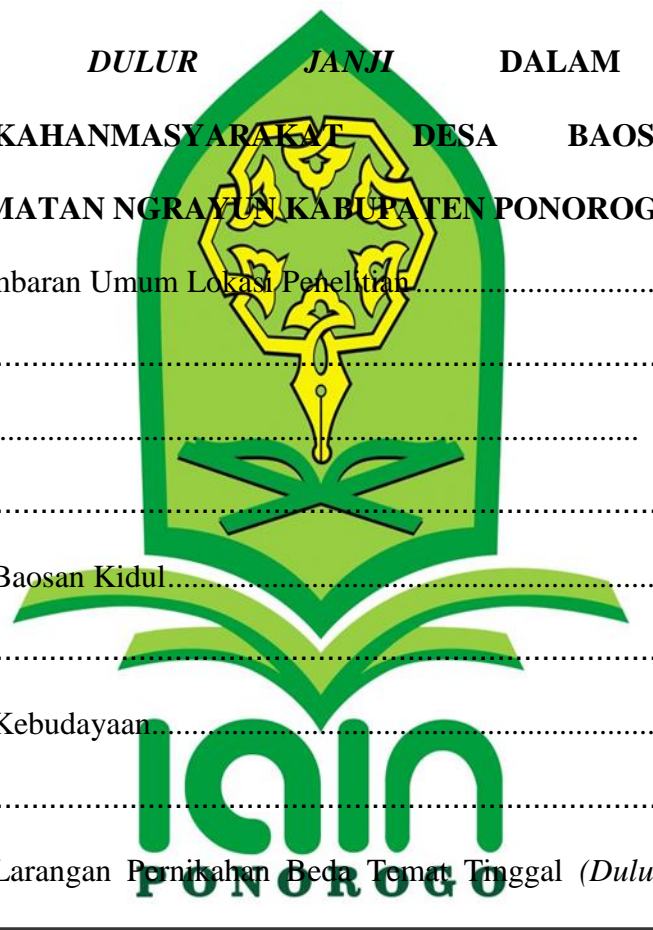 DULUR JANJI DALAM
KAHANMASYARAKAT DESA BAOS
MATAN NGRAYUN KABUPATEN PONOROG
mbaran Umum Lokasi Penelitian..............................
Baosan Kidul..............................
Kebudayaan..............................
iain
Larangan Pernikahan Beda Temat Tinggal (Dulu
PONOROGO